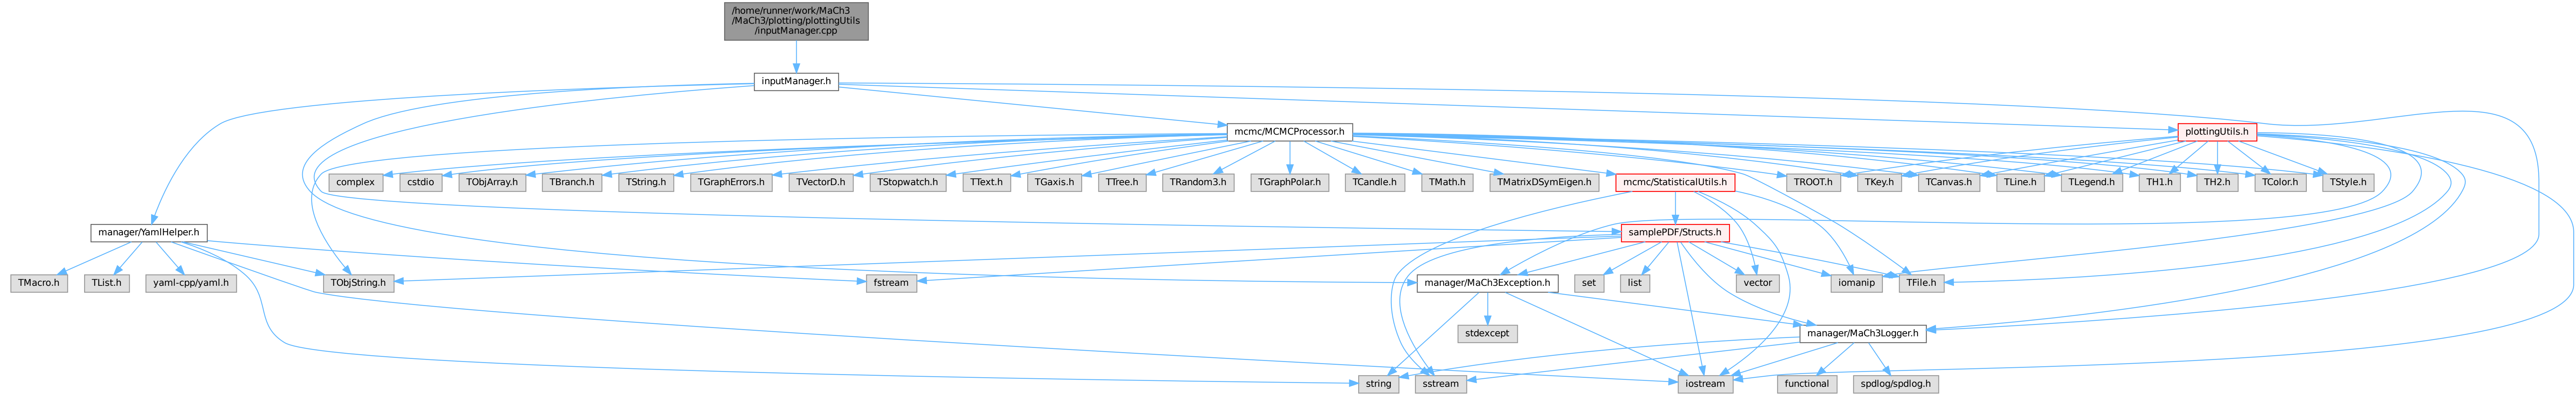 /home/runner/work/MaCh3
/MaCh3/plotting/plottingUtils
/inputManager.cpp
inputManager.h
mcmc/MCMCProcessor.h
plottingUtils.h
complex
cstdio
TObjArray.h
TBranch.h
TString.h
TGraphErrors.h
TVectorD.h
TStopwatch.h
TText.h
TGaxis.h
TTree.h
TRandom3.h
TGraphPolar.h
TCandle.h
TMath.h
TMatrixDSymEigen.h
mcmc/StatisticalUtils.h
TROOT.h
TKey.h
TCanvas.h
TLine.h
TLegend.h
TH1.h
TH2.h
TColor.h
TStyle.h
manager/YamlHelper.h
samplePDF/Structs.h
TMacro.h
TList.h
yaml-cpp/yaml.h
TObjString.h
fstream
manager/MaCh3Exception.h
set
list
vector
iomanip
TFile.h
stdexcept
manager/MaCh3Logger.h
string
sstream
iostream
functional
spdlog/spdlog.h